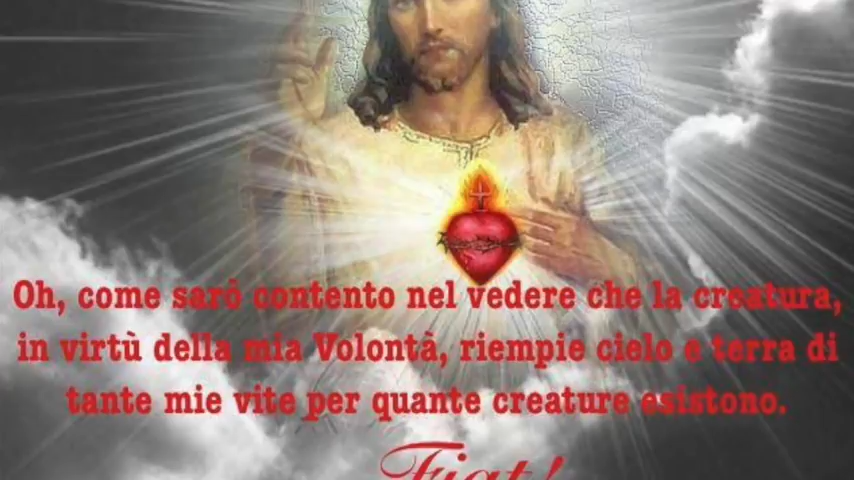 Oh, come sarò contento nel vedere che la creatura,
in virtù della mia Volontà, riempie cielo e terra di
tante mie vite per quante creature esistono.
Fiat!